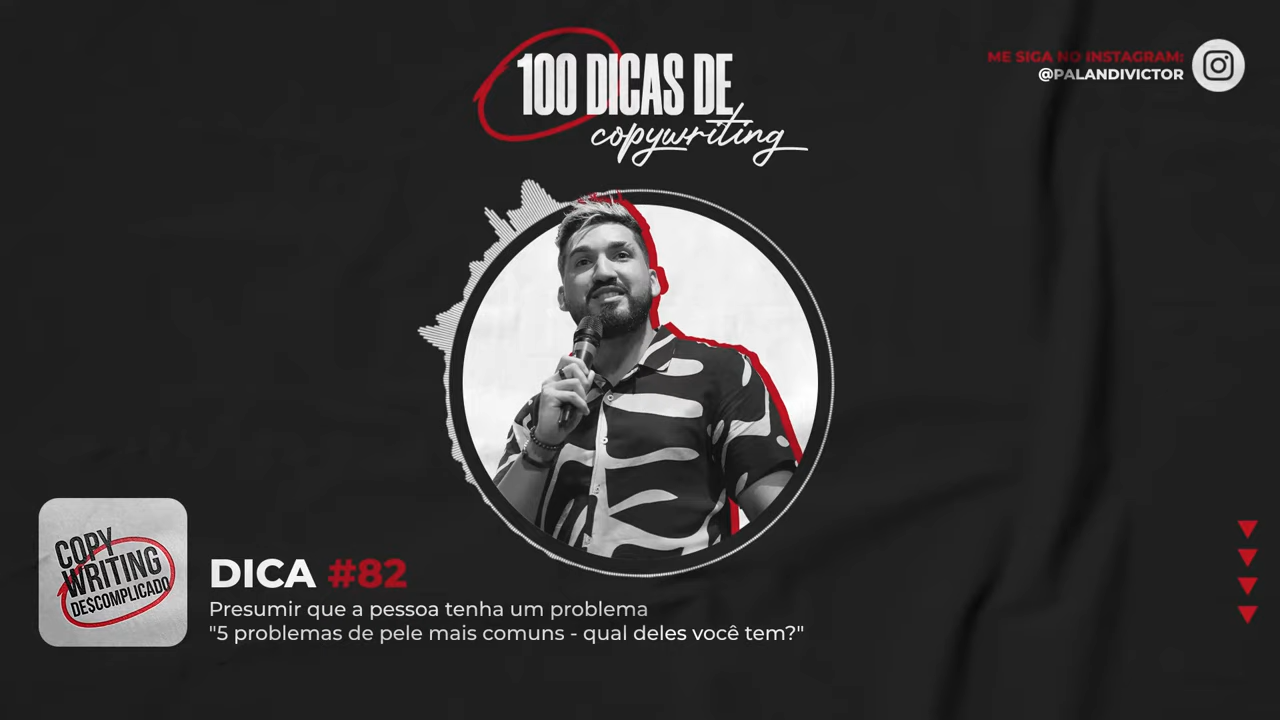 100 DICAS DE
copywriting
ME SIGA NO INSTAGRAM:
@PALANDIVICTOR
COPY
WRITING
DESCOMPLICADO
DICA #82
Presumir que a pessoa tenha um problema
"5 problemas de pele mais comuns - qual deles você tem?"